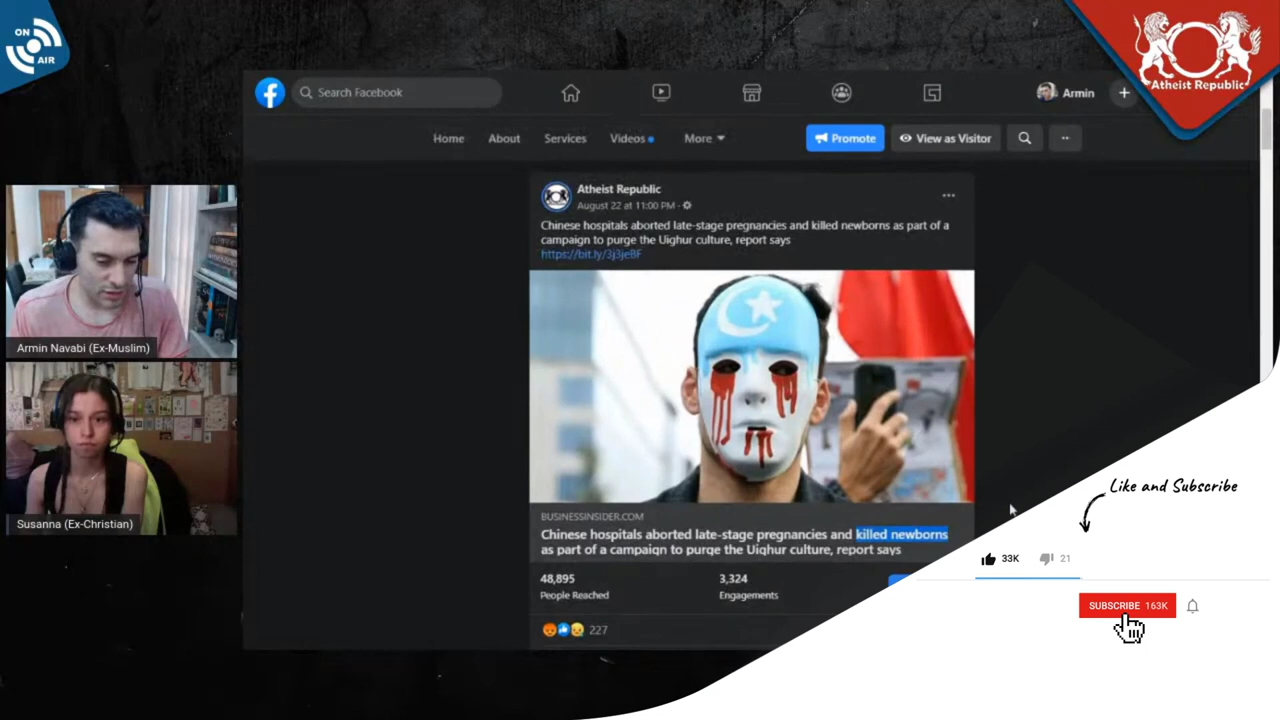 ON
AIR
Search Facebook
Armin
Atheist Republic
Home
About
Services
Videos
More
Promote
View as Visitor
Atheist Republic
August 22 at 11:00 PM
Chinese hospitals aborted late-stage pregnancies and killed newborns as part of a
campaign to purge the Uighur culture, report says
https://bit.ly/3j3jeBF
Armin Navabi (Ex-Muslim)
Susanna (Ex-Christian)
BUSINESSINSIDER.COM
Chinese hospitals aborted late-stage pregnancies and killed newborns
as part of a campaign to purge the Uighur culture, report says
48,895
People Reached
3,324
Engagements
227
Like and Subscribe
33K
21
SUBSCRIBE 163K